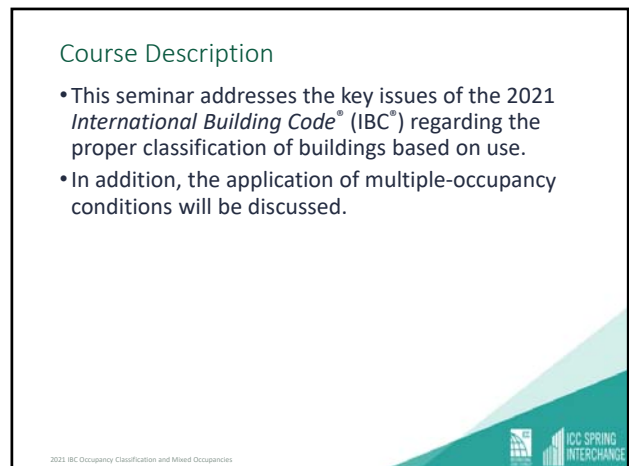 Course Description
• This seminar addresses the key issues of the 2021
International Building Code® (IBC®) regarding the
proper classification of buildings based on use.
• In addition, the application of multiple-occupancy
conditions will be discussed.
2021 IBC Occupancy Classification and Mixed Occupancies
ICC SPRING
INTERCHANGE